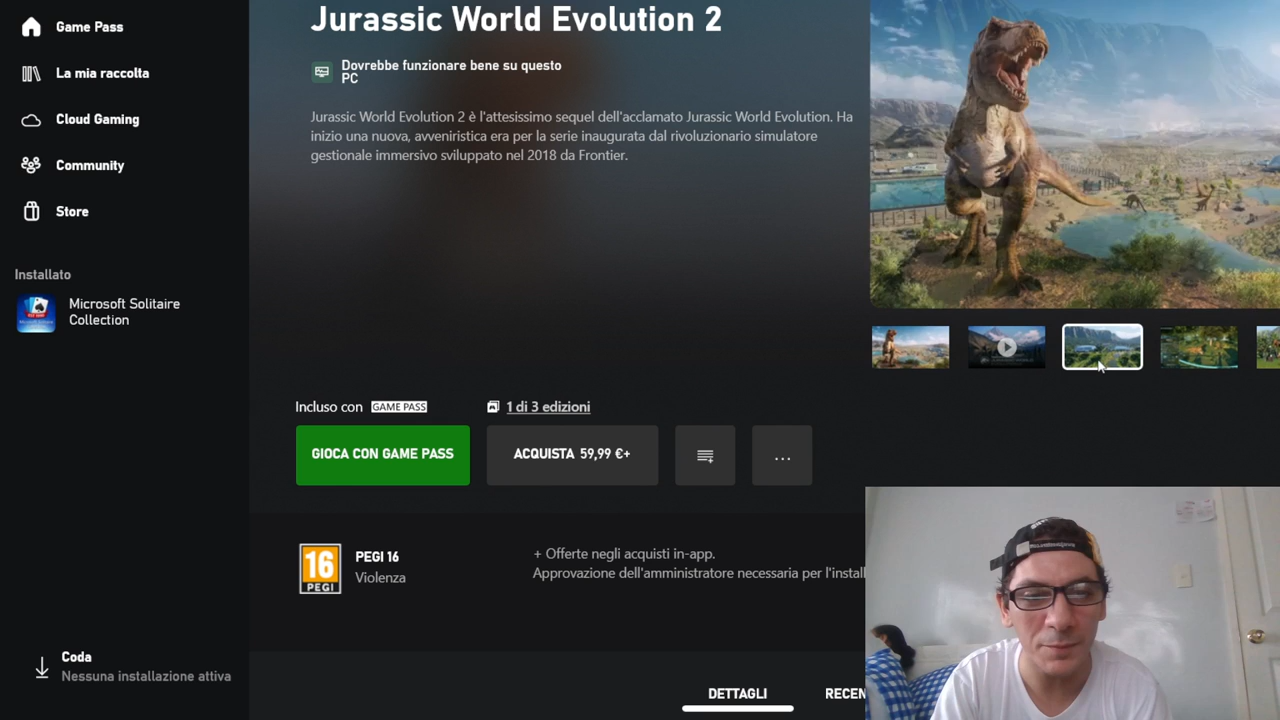 Game Pass
La mia raccolta
Cloud Gaming
Community
Store
Installato
Microsoft Solitaire
Collection
Coda
Nessuna installazione attiva
Jurassic World Evolution 2
Dovrebbe funzionare bene su questo
PC
Jurassic World Evolution 2 è l'attesissimo sequel dell'acclamato Jurassic World Evolution. Ha
inizio una nuova, avveniristica era per la serie inaugurata dal rivoluzionario simulatore
gestionale immersivo sviluppato nel 2018 da Frontier.
Incluso con GAME PASS
1 di 3 edizioni
GIOCA CON GAME PASS
ACQUISTA 59,99 €+
...
16
PEGI
PEGI 16
Violenza
+ Offerte negli acquisti in-app.
Approvazione dell'amministratore necessaria per l'install
DETTAGLI
RECEN